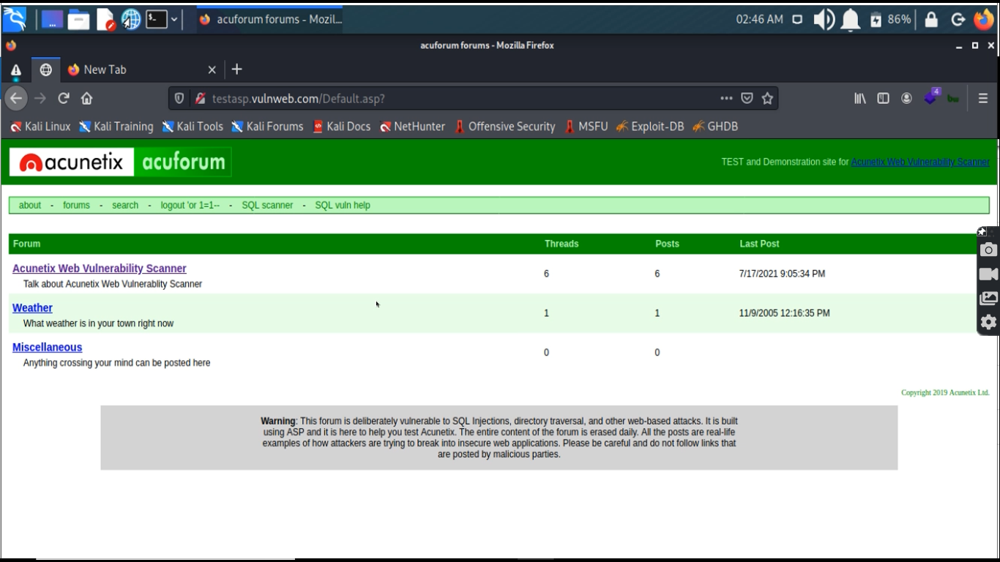 acuforum forums - Mozil... 02:46 AM 86%
acuforum forums - Mozilla Firefox
New Tab
testasp.vulnweb.com/Default.asp?
4
Kali Linux Kali Training Kali Tools Kali Forums Kali Docs NetHunter Offensive Security MSFU Exploit-DB GHDB
acunetix acuforum TEST and Demonstration site for Acunetix Web Vulnerability Scanner
about - forums - search - logout 'or 1=1-- - SQL scanner - SQL vuln help
Forum Threads Posts Last Post
Acunetix Web Vulnerability Scanner
Talk about Acunetix Web Vulnerablity Scanner
6 6 7/17/2021 9:05:34 PM
Weather
What weather is in your town right now
1 1 11/9/2005 12:16:35 PM
Miscellaneous
Anything crossing your mind can be posted here
0 0
Copyright 2019 Acunetix Ltd.
Warning: This forum is deliberately vulnerable to SQL Injections, directory traversal, and other web-based attacks. It is built
using ASP and it is here to help you test Acunetix. The entire content of the forum is erased daily. All the posts are real-life
examples of how attackers are trying to break into insecure web applications. Please be careful and do not follow links that
are posted by malicious parties.